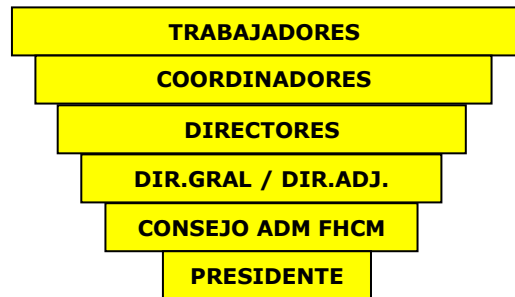 TRABAJADORES
COORDINADORES
DIRECTORES
DIR.GRAL / DIR.ADJ.
CONSEJO ADM FHCM
PRESIDENTE